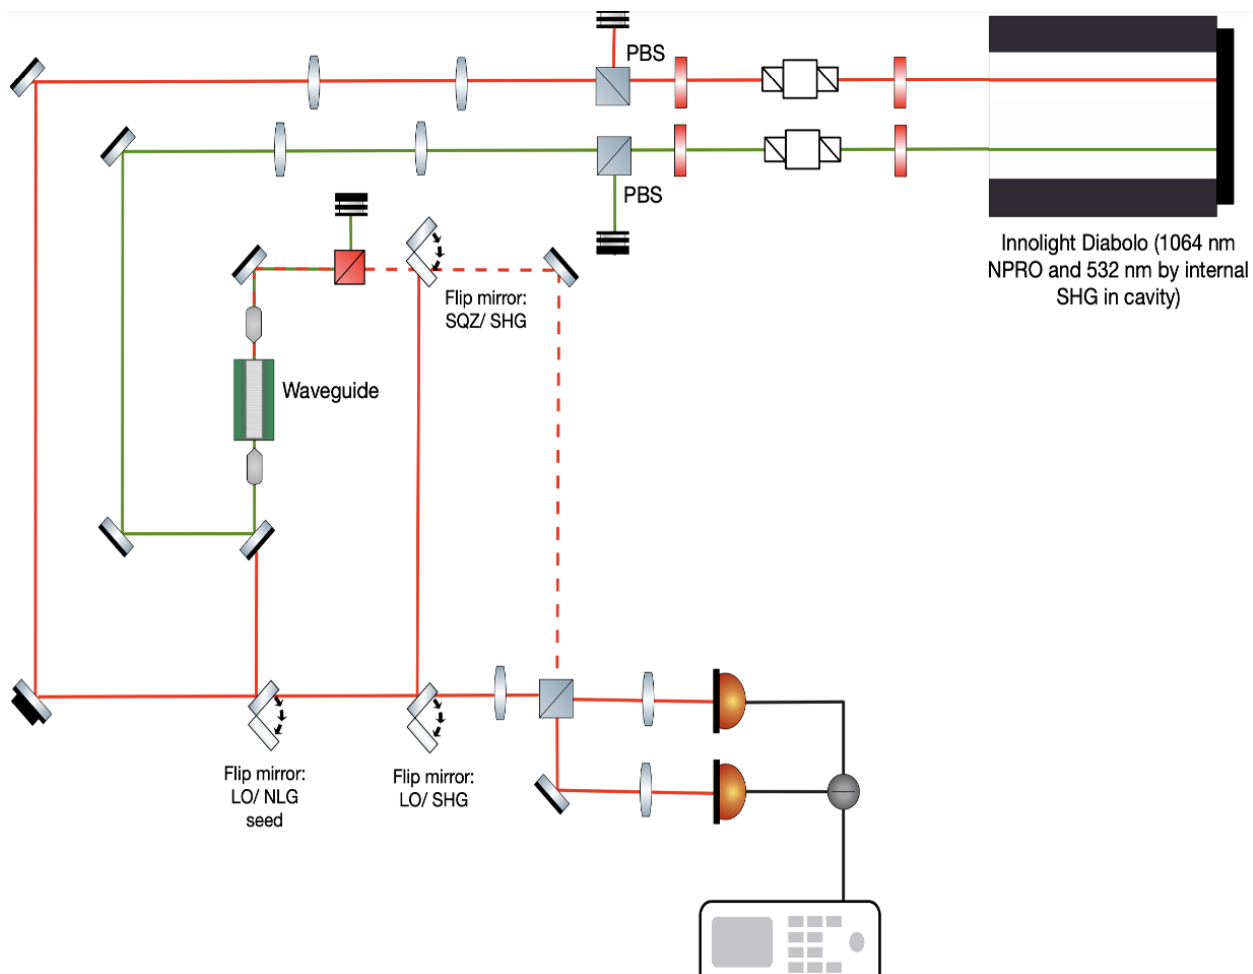 PBS
PBS
Innolight Diabolo (1064 nm
NPRO and 532 nm by internal
SHG in cavity)
Flip mirror:
SQZ/ SHG
Waveguide
Flip mirror:
LO/ NLG
seed
Flip mirror:
LO/ SHG